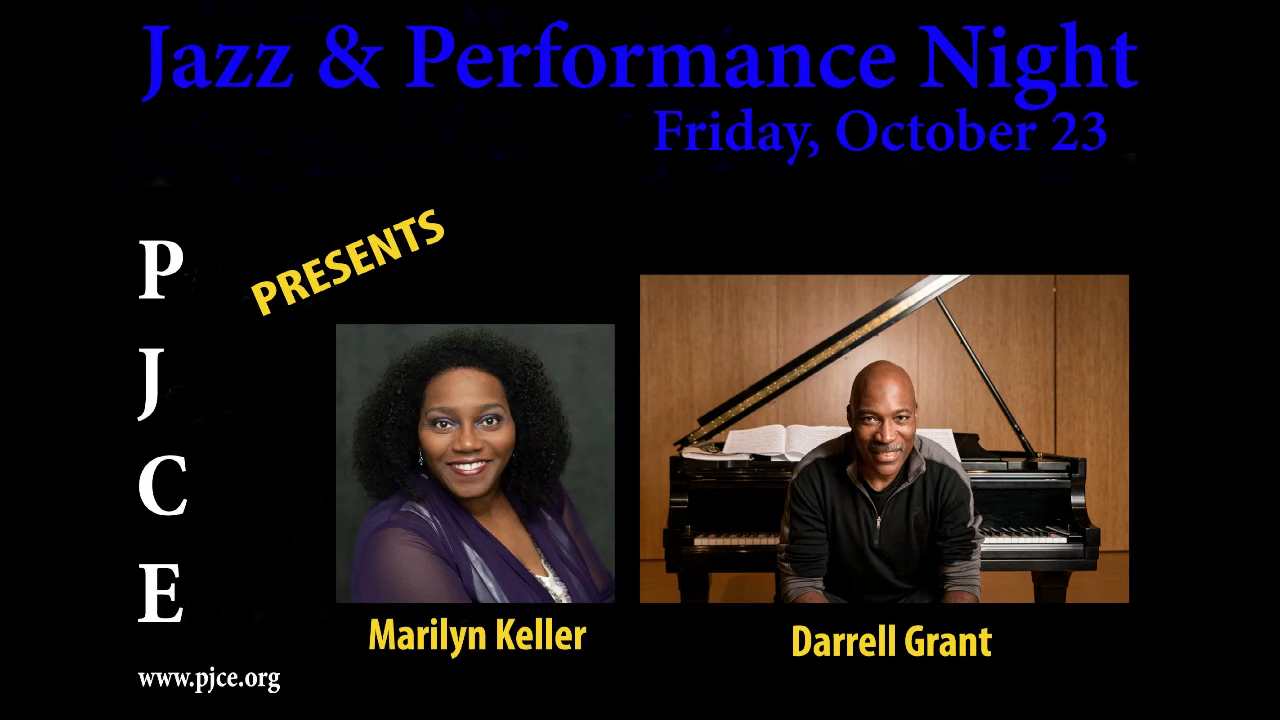 Jazz & Performance Night
Friday, October 23
PRESENTS
P
J
C
E
Marilyn Keller
Darrell Grant
www.pjce.org